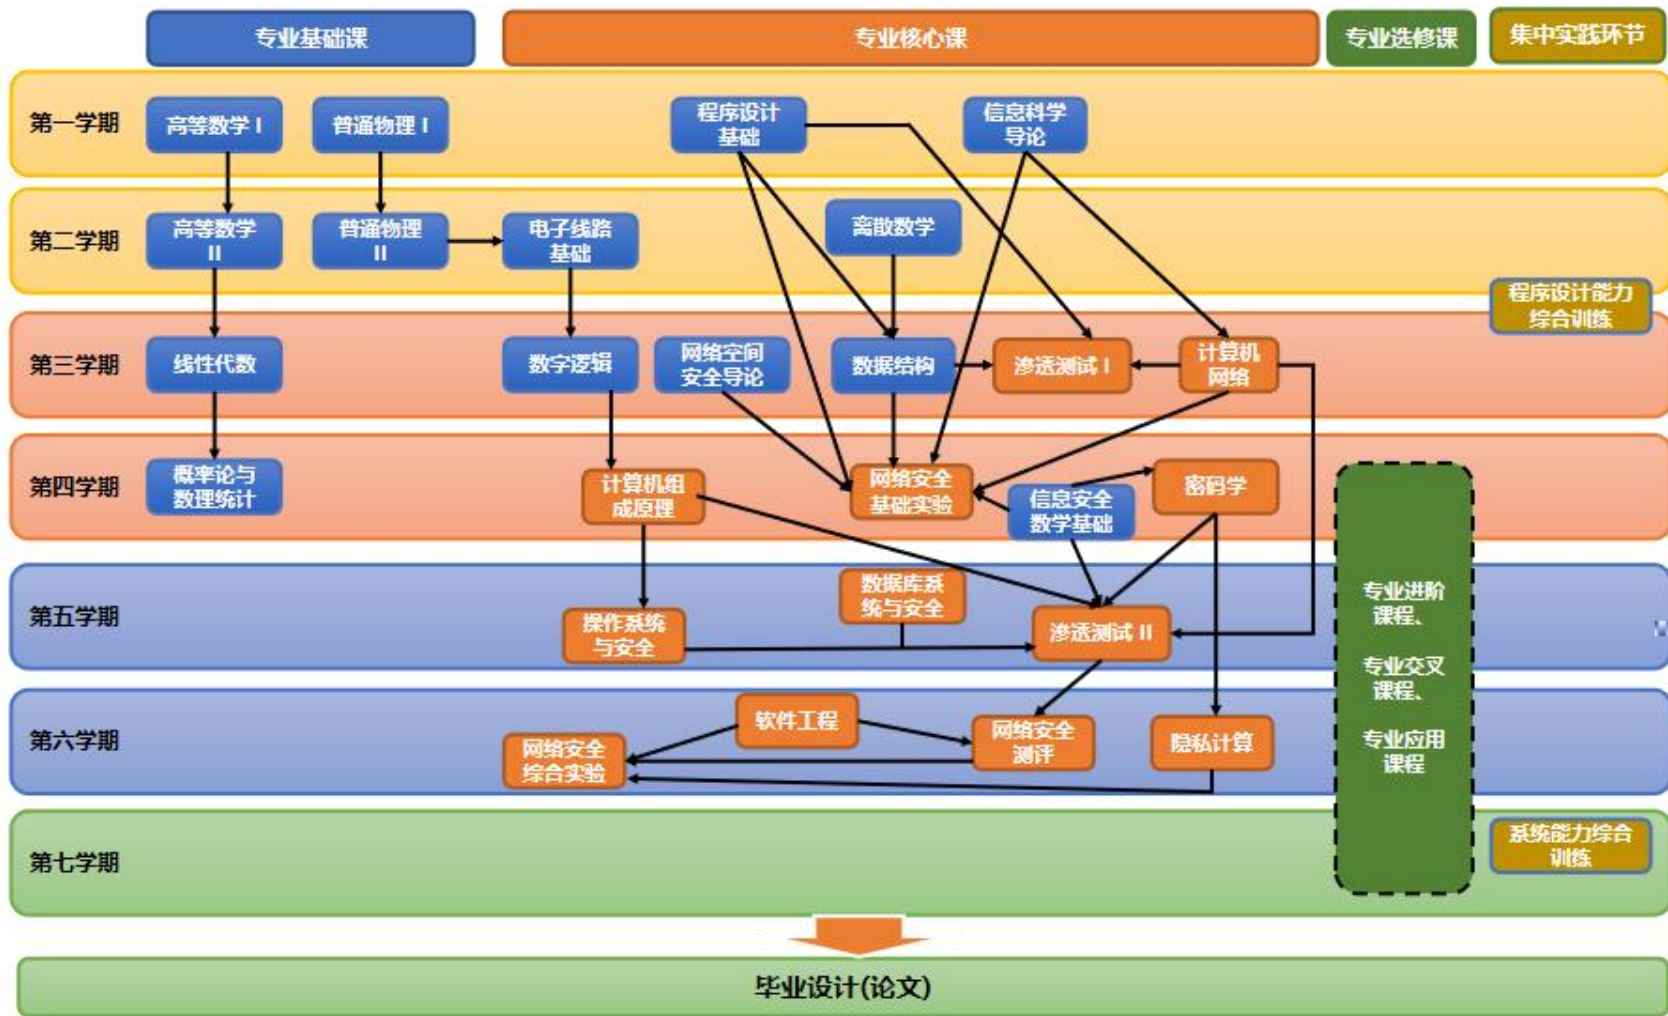 专业基础课
专业核心课
专业选修课
集中实践环节
第一学期
高等数学 I
普通物理 I
程序设计
基础
信息科学
导论
第二学期
高等数学
II
普通物理
II
电子线路
基础
离散数学
程序设计能力
综合训练
第三学期
线性代数
数字逻辑
网络空间
安全导论
数据结构
渗透测试 I
计算机
网络
第四学期
概率论与
数理统计
计算机组
成原理
网络安全
基础实验
信息安全
数学基础
密码学
第五学期
操作系统
与安全
数据库系
统与安全
渗透测试 II
专业进阶
课程、
专业交叉
课程、
专业应用
课程
第六学期
网络安全
综合实验
软件工程
网络安全
测评
隐私计算
第七学期
系统能力综合
训练
毕业设计(论文)